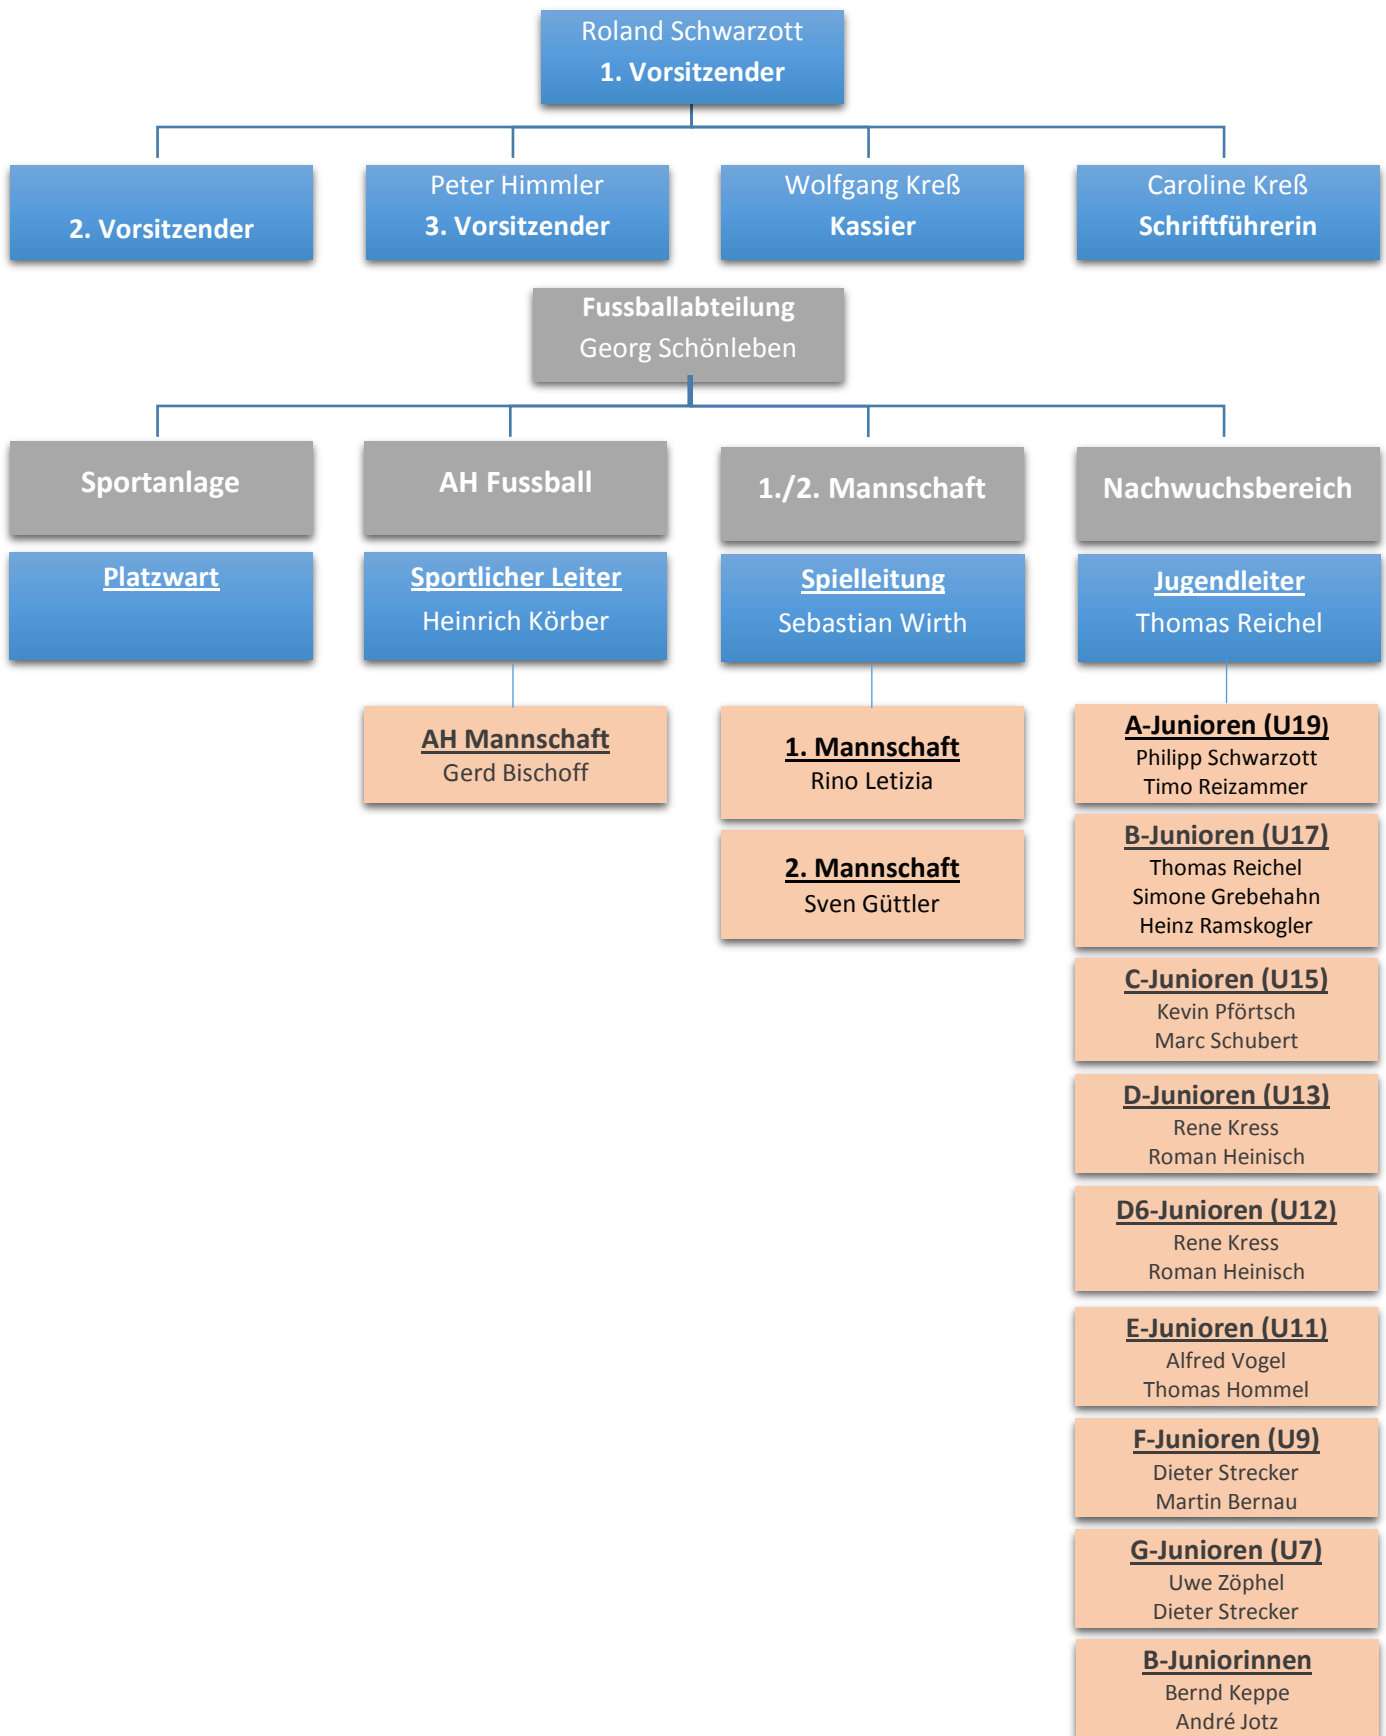 Roland Schwarzott
1. Vorsitzender
2. Vorsitzender
Peter Himmler
3. Vorsitzender
Wolfgang Kreß
Kassier
Caroline Kreß
Schriftführerin
Fussballabteilung
Georg Schönleben
Sportanlage
AH Fussball
1./2. Mannschaft
Nachwuchsbereich
Platzwart
Sportlicher Leiter
Heinrich Körber
Spielleitung
Sebastian Wirth
Jugendleiter
Thomas Reichel
AH Mannschaft
Gerd Bischoff
1. Mannschaft
Rino Letizia
2. Mannschaft
Sven Güttler
A-Junioren (U19)
Philipp Schwarzott
Timo Reizammer
B-Junioren (U17)
Thomas Reichel
Simone Grebehahn
Heinz Ramskogler
C-Junioren (U15)
Kevin Pförtsch
Marc Schubert
D-Junioren (U13)
Rene Kress
Roman Heinisch
D6-Junioren (U12)
Rene Kress
Roman Heinisch
E-Junioren (U11)
Alfred Vogel
Thomas Hommel
F-Junioren (U9)
Dieter Strecker
Martin Bernau
G-Junioren (U7)
Uwe Zöphel
Dieter Strecker
B-Juniorinnen
Bernd Keppe
André Jotz